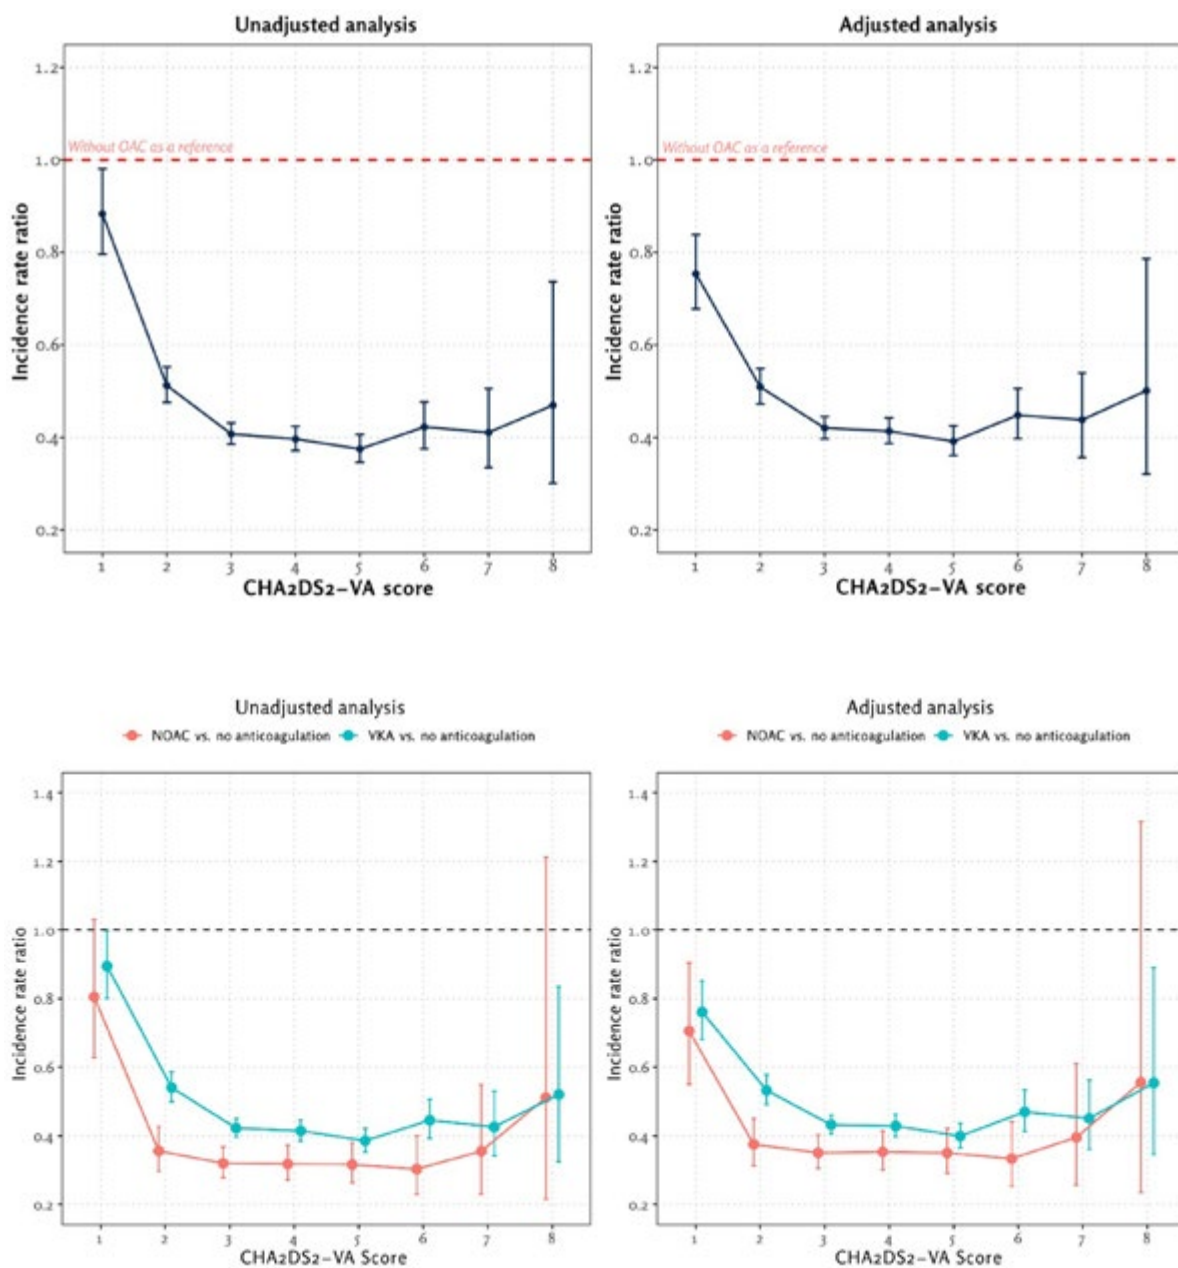 Unadjusted analysis
Adjusted analysis
1.2
1.0
0.8
0.6
0.4
0.2
Without OAC as a reference
Incidence rate ratio
1 2 3 4 5 6 7 8
CHA2DS2–VA score
1.2
1.0
0.8
0.6
0.4
0.2
Without OAC as a reference
Incidence rate ratio
1 2 3 4 5 6 7 8
CHA2DS2–VA score
Unadjusted analysis
NOAC vs. no anticoagulation VKA vs. no anticoagulation
1.4
1.2
1.0
0.8
0.6
0.4
0.2
Incidence rate ratio
1 2 3 4 5 6 7 8
CHA2DS2–VA Score
Adjusted analysis
NOAC vs. no anticoagulation VKA vs. no anticoagulation
1.4
1.2
1.0
0.8
0.6
0.4
0.2
Incidence rate ratio
1 2 3 4 5 6 7 8
CHA2DS2–VA Score